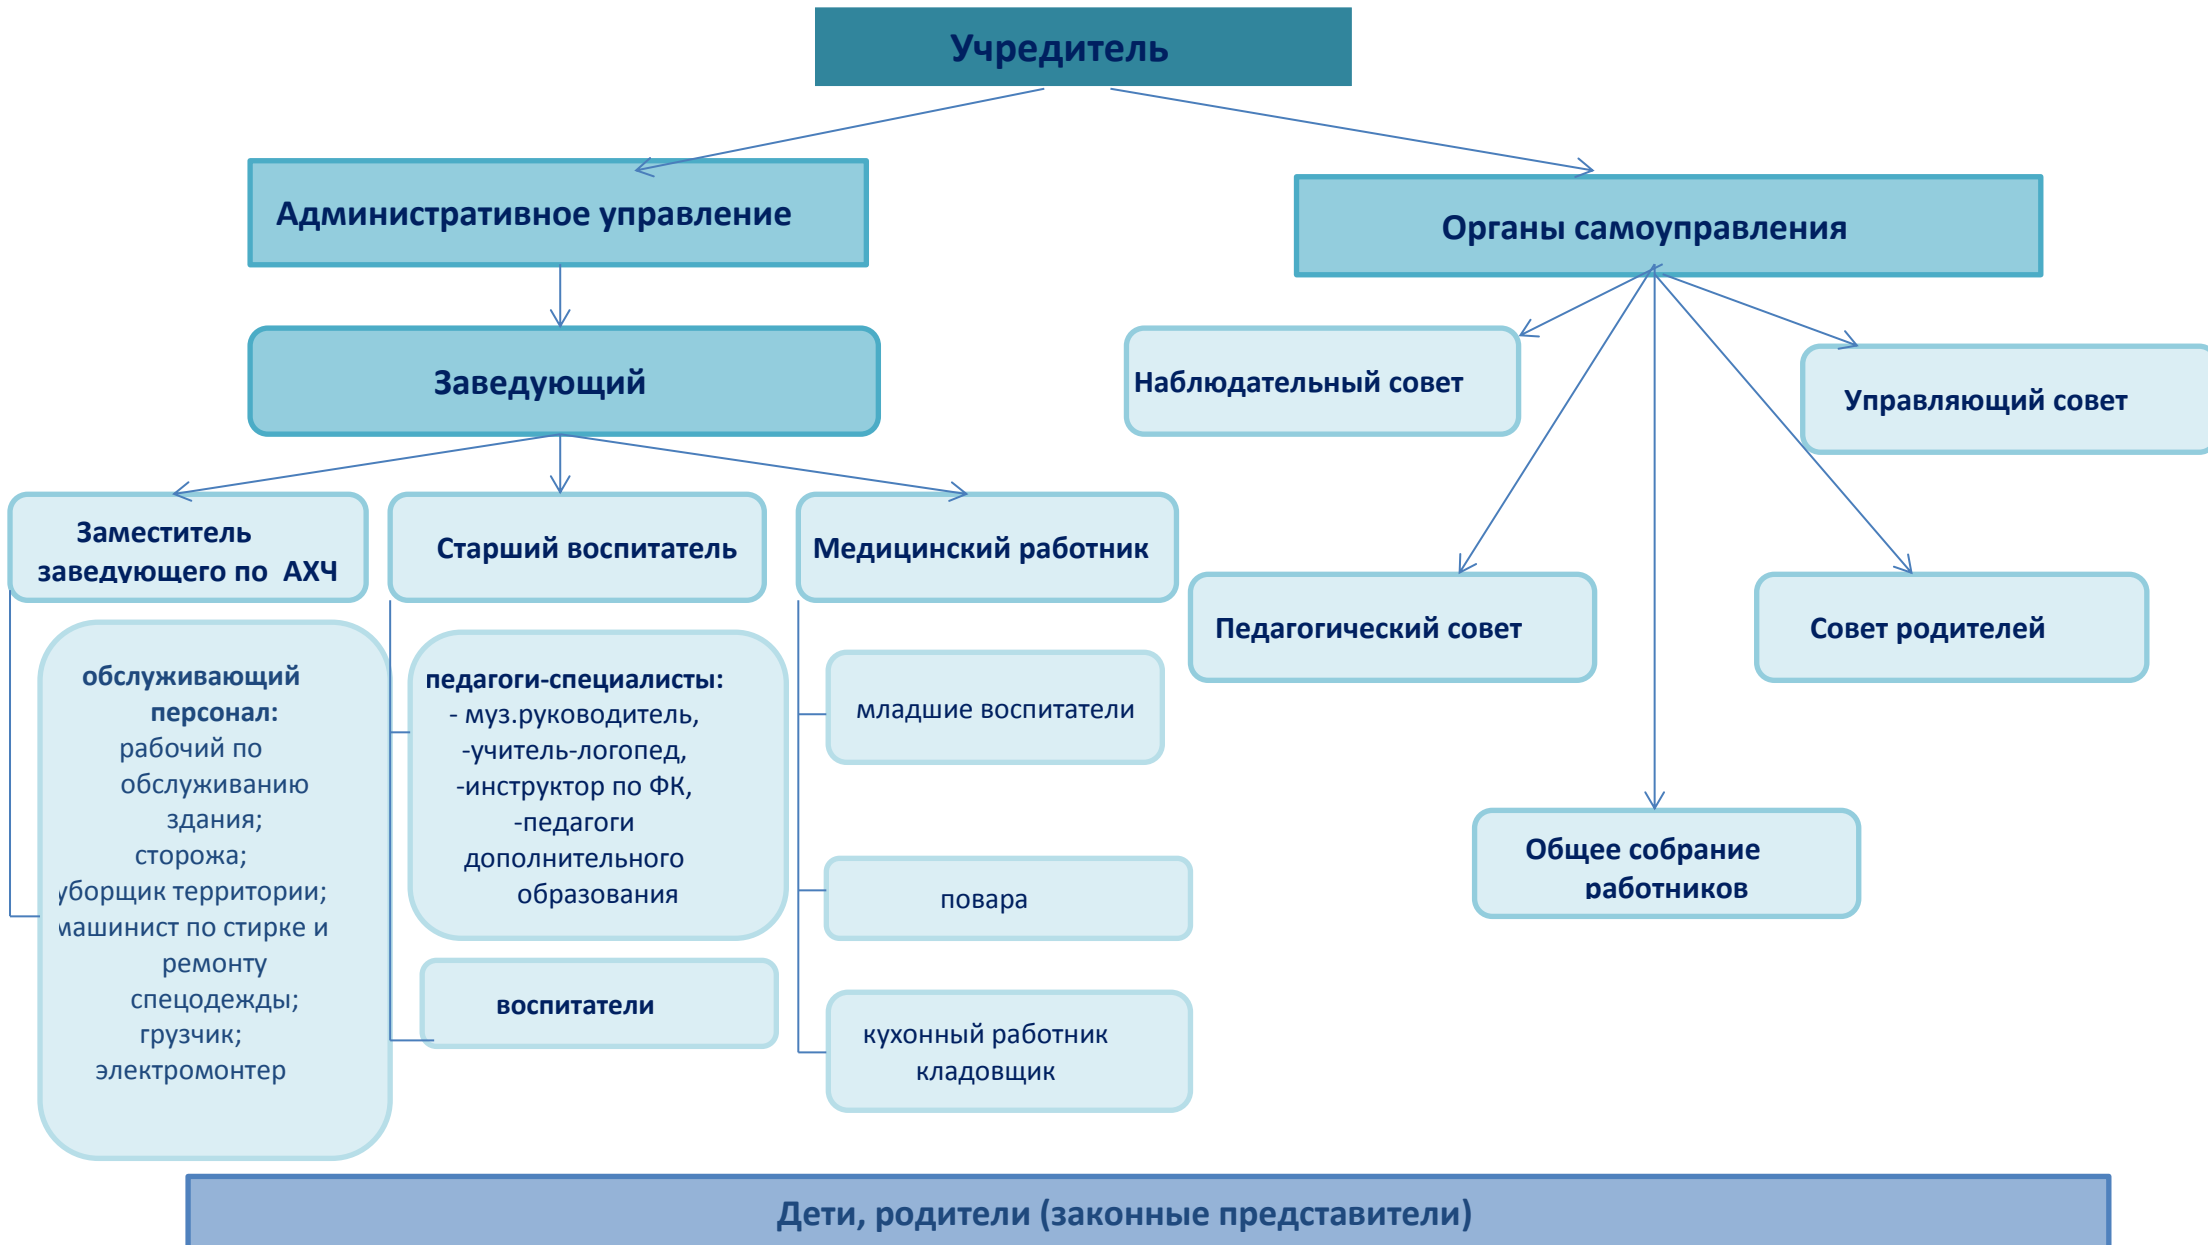 Учредитель
Административное управление
Органы самоуправления
Заведующий
Наблюдательный совет
Управляющий совет
Заместитель
заведующего по АХЧ
Старший воспитатель
Медицинский работник
Педагогический совет
Совет родителей
обслуживающий
персонал:
рабочий по
обслуживанию
здания;
сторожа;
уборщик территории;
машинист по стирке и
ремонту
спецодежды;
грузчик;
электромонтер
педагоги-специалисты:
- муз.руководитель,
-учитель-логопед,
-инструктор по ФК,
-педагоги
дополнительного
образования
воспитатели
младшие воспитатели
повара
кухонный работник
кладовщик
Общее собрание
работников
Дети, родители (законные представители)